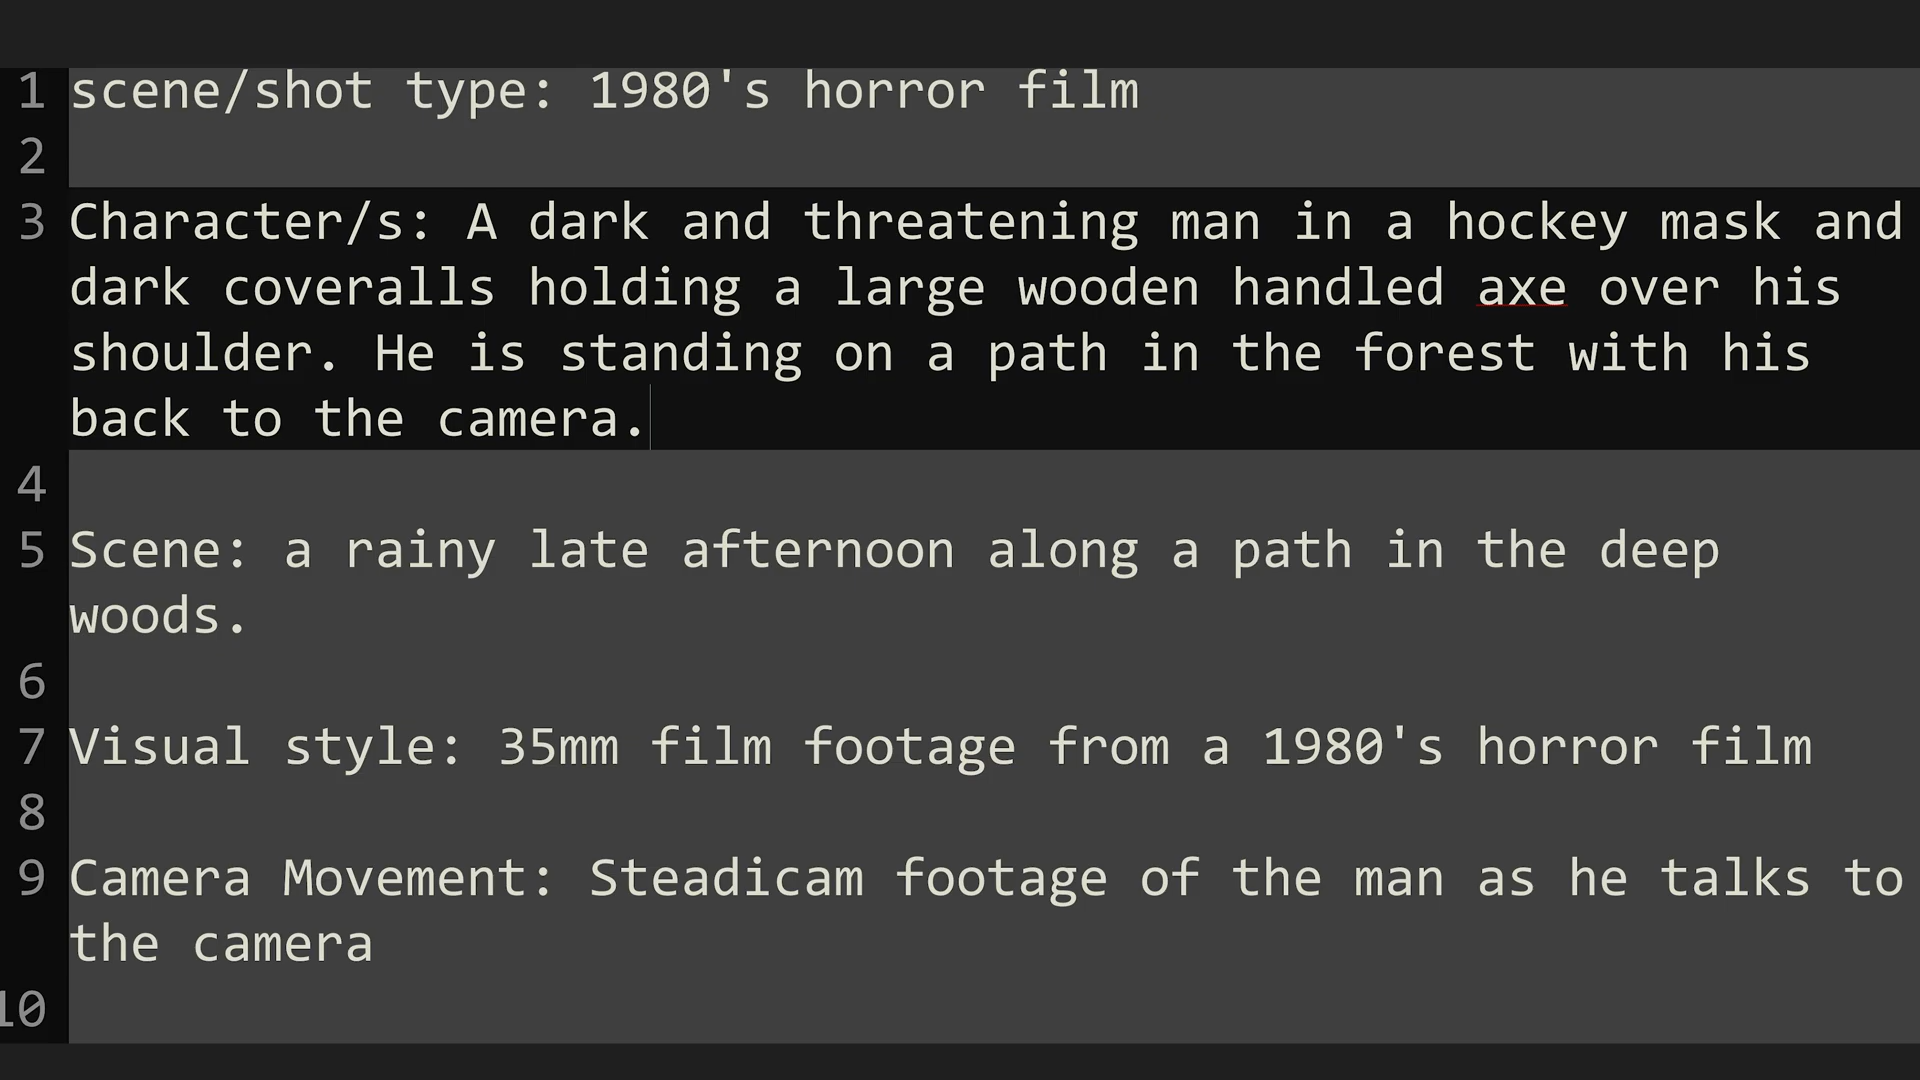 1 scene/shot type: 1980's horror film
2
3 Character/s: A dark and threatening man in a hockey mask and
dark coveralls holding a large wooden handled axe over his
shoulder. He is standing on a path in the forest with his
back to the camera.
4
5 Scene: a rainy late afternoon along a path in the deep
woods.
6
7 Visual style: 35mm film footage from a 1980's horror film
8
9 Camera Movement: Steadicam footage of the man as he talks to
the camera
10